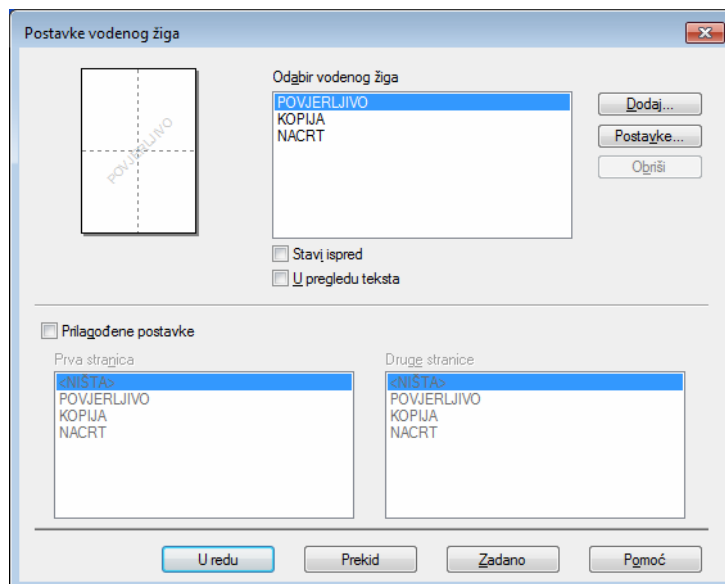 Postavke vodenog žiga
POVJERLJIVO
Odabir vodenog žiga
POVJERLJIVO
KOPIJA
NACRT
Dodaj...
Postavke...
Obriši
Stavi ispred
U pregledu teksta
Prilagođene postavke
Prva stranica
<NIŠTA>
POVJERLJIVO
KOPIJA
NACRT
Druge stranice
<NIŠTA>
POVJERLJIVO
KOPIJA
NACRT
U redu
Prekid
Zadano
Pomoć